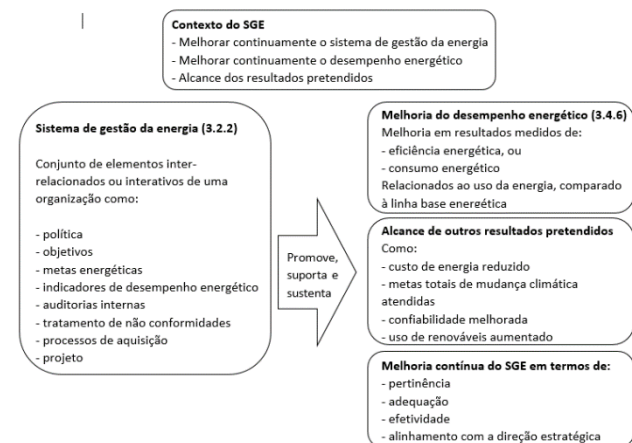 Contexto do SGE
- Melhorar continuamente o sistema de gestão da energia
- Melhorar continuamente o desempenho energético
- Alcance dos resultados pretendidos
Sistema de gestão da energia (3.2.2)
Conjunto de elementos inter-
relacionados ou interativos de uma
organização como:
- política
- objetivos
- metas energéticas
- indicadores de desempenho energético
- auditorias internas
- tratamento de não conformidades
- processos de aquisição
- projeto
Promove,
suporta e
sustenta
Melhoria do desempenho energético (3.4.6)
Melhoria em resultados medidos de:
- eficiência energética, ou
- consumo energético
Relacionados ao uso da energia, comparado
à linha base energética
Alcance de outros resultados pretendidos
Como:
- custo de energia reduzido
- metas totais de mudança climática
atendidas
- confiabilidade melhorada
- uso de renováveis aumentado
Melhoria contínua do SGE em termos de:
- pertinência
- adequação
- efetividade
- alinhamento com a direção estratégica